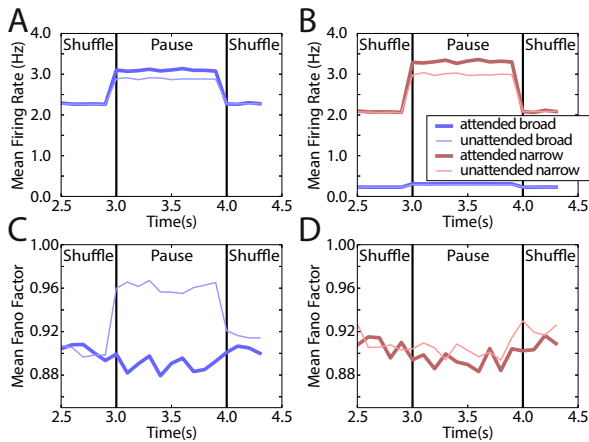 A
Shuffle Pause Shuffle
Mean Firing Rate (Hz)
4.0
3.0
2.0
1.0
0.0
2.5 3.0 3.5 4.0 4.5
Time(s)
B
Shuffle Pause Shuffle
Mean Firing Rate (Hz)
4.0
3.0
2.0
1.0
0.0
attended broad
unattended broad
attended narrow
unattended narrow
2.5 3.0 3.5 4.0 4.5
Time(s)
C
Shuffle Pause Shuffle
Mean Fano Factor
1.00
0.96
0.92
0.88
2.5 3.0 3.5 4.0 4.5
Time(s)
D
Shuffle Pause Shuffle
Mean Fano Factor
1.00
0.96
0.92
0.88
2.5 3.0 3.5 4.0 4.5
Time(s)